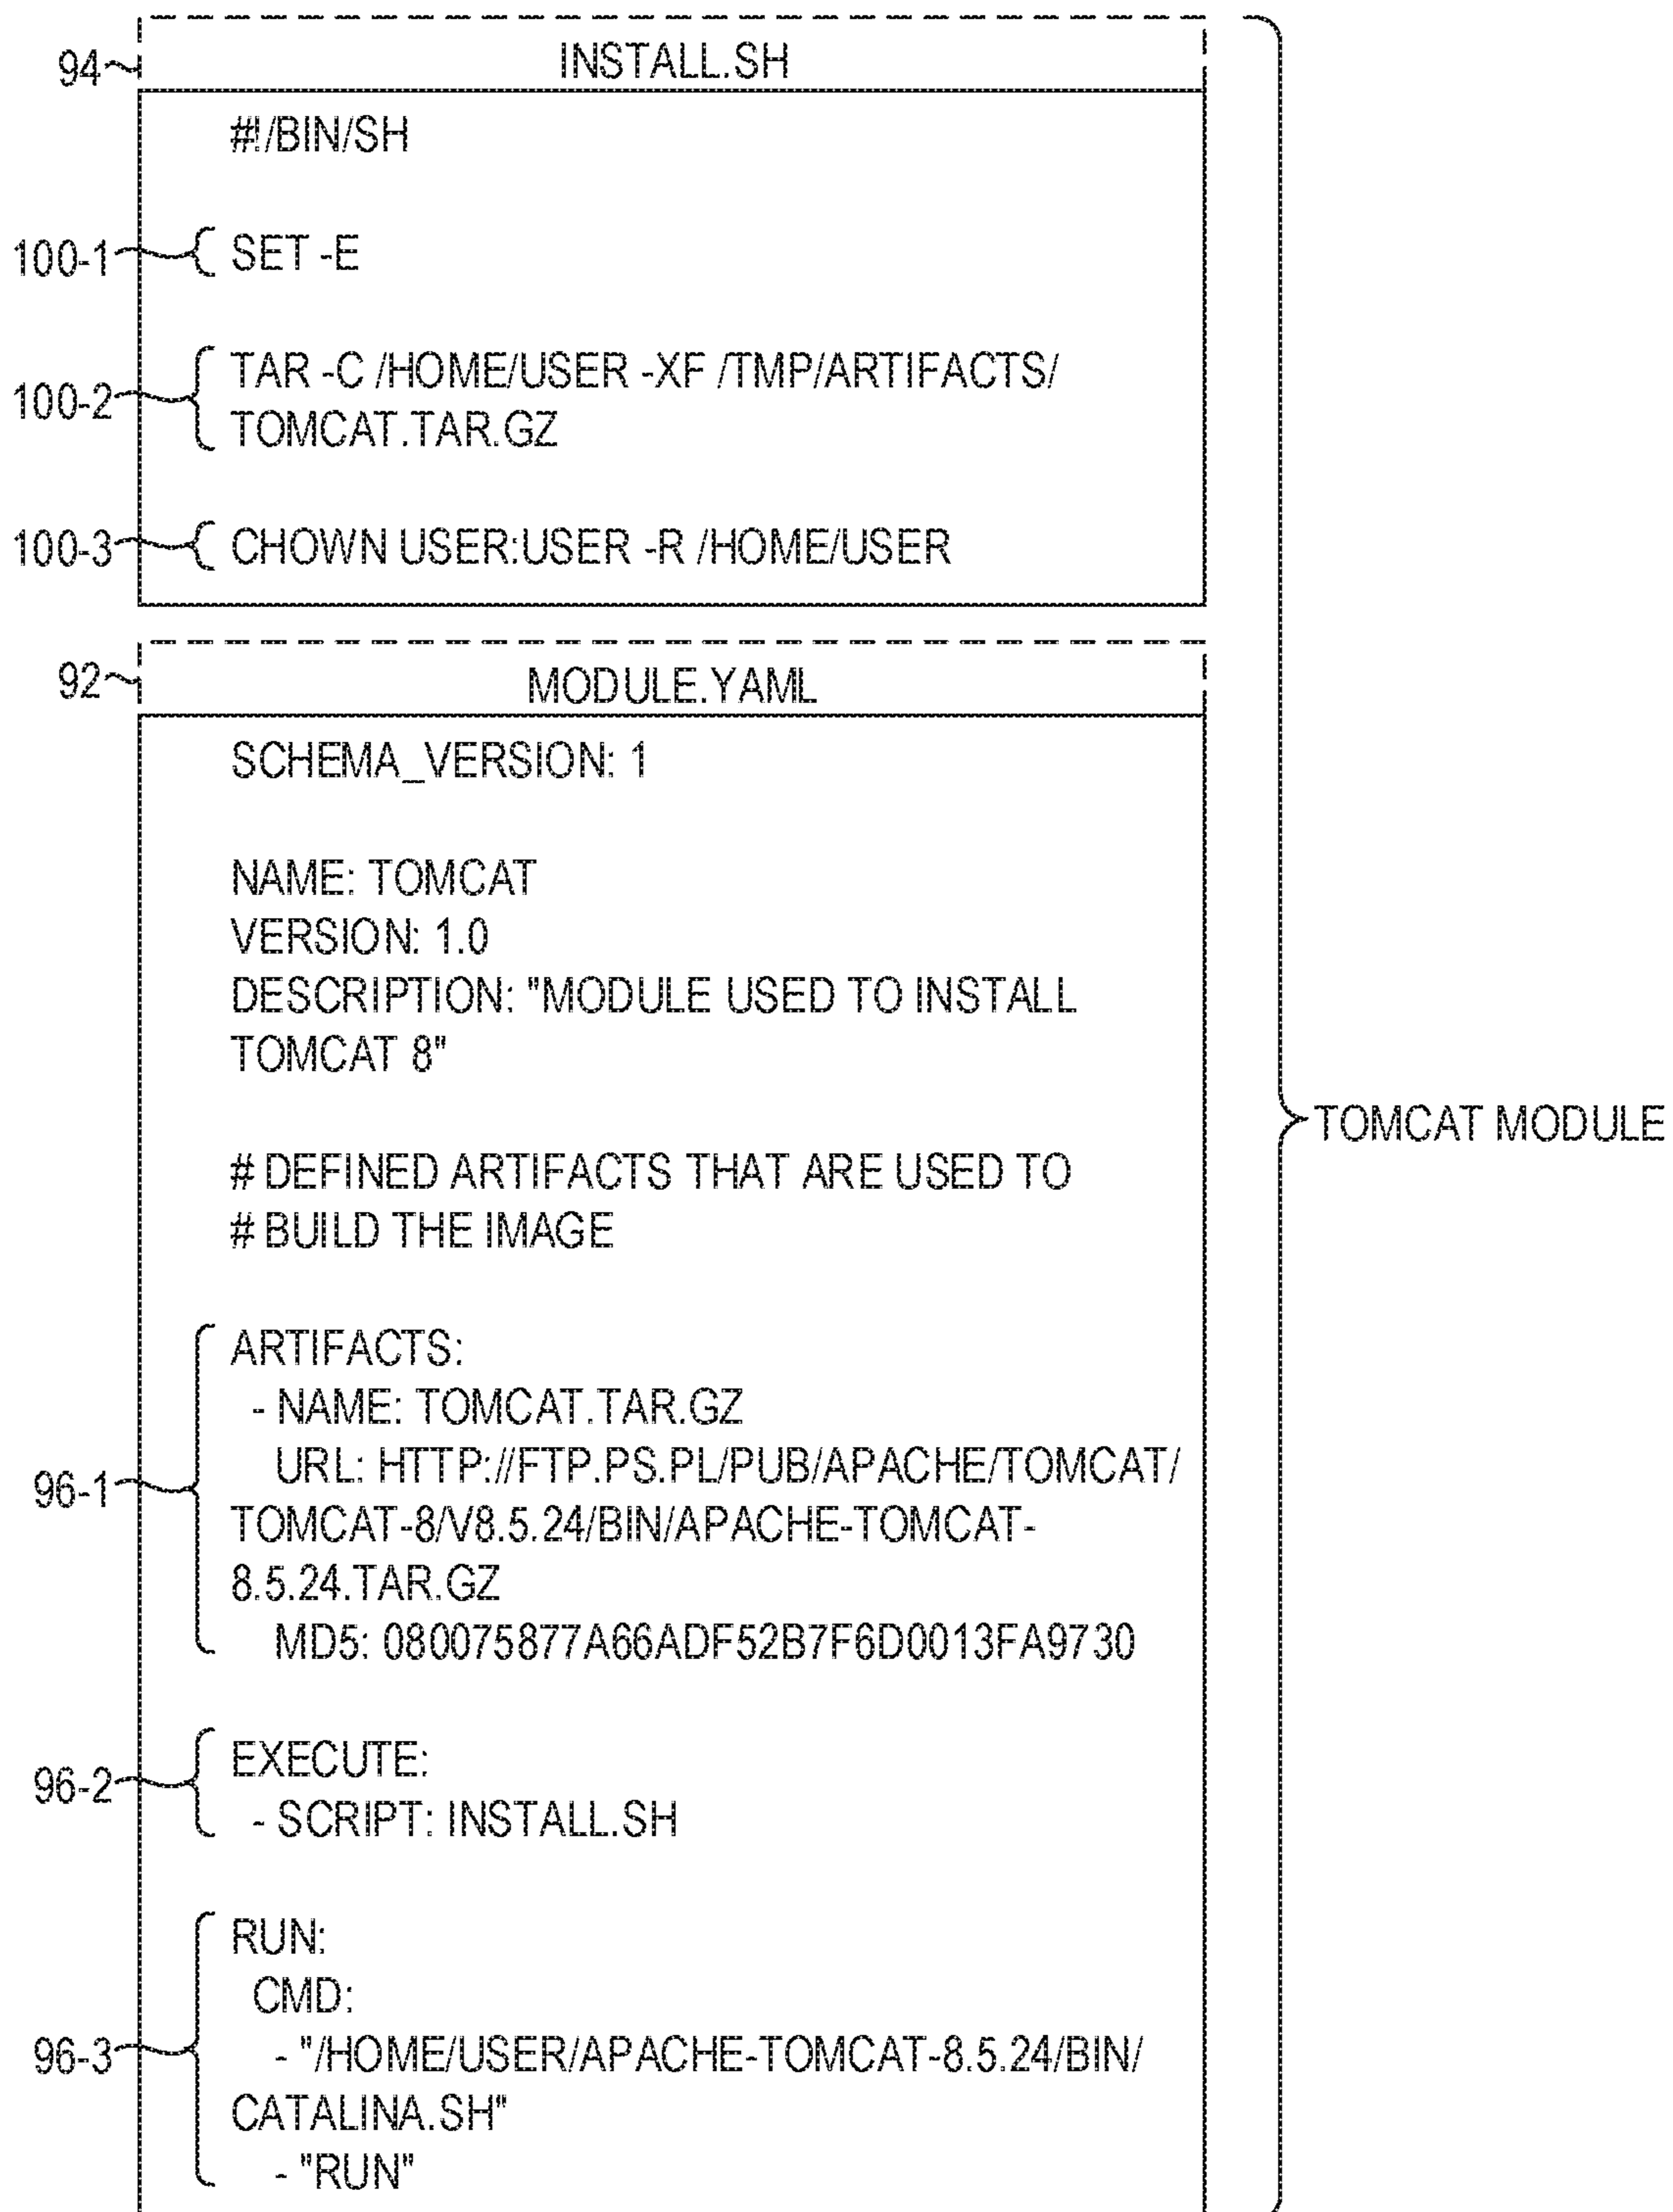 94
INSTALL.SH
#!/BIN/SH
100-1
SET -E
100-2
TAR -C /HOME/USER -XF /TMP/ARTIFACTS/
TOMCAT.TAR.GZ
100-3
CHOWN USER:USER -R /HOME/USER
92
MODULE.YAML
SCHEMA_VERSION: 1
NAME: TOMCAT
VERSION: 1.0
DESCRIPTION: "MODULE USED TO INSTALL
TOMCAT 8"
TOMCAT MODULE
# DEFINED ARTIFACTS THAT ARE USED TO
# BUILD THE IMAGE
96-1
ARTIFACTS:
- NAME: TOMCAT.TAR.GZ
URL: HTTP://FTP.PS.PL/PUB/APACHE/TOMCAT/
TOMCAT-8/V8.5.24/BIN/APACHE-TOMCAT-
8.5.24.TAR.GZ
MD5: 080075877A66ADF52B7F6D0013FA9730
96-2
EXECUTE:
- SCRIPT: INSTALL.SH
96-3
RUN:
CMD:
- "/HOME/USER/APACHE-TOMCAT-8.5.24/BIN/
CATALINA.SH"
- "RUN"